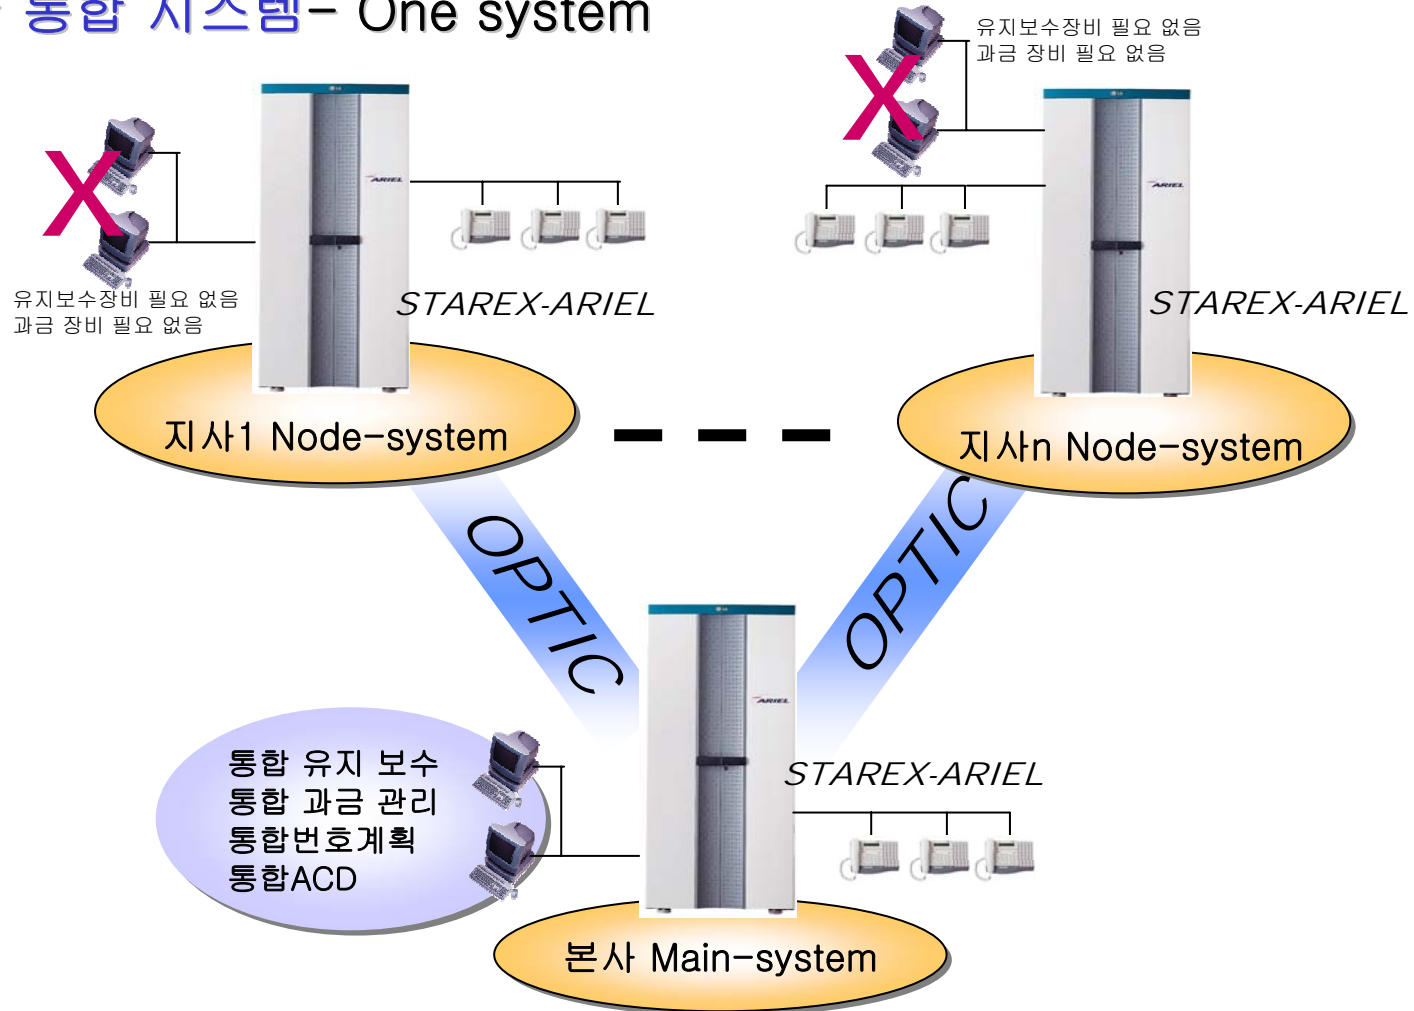 통합 시스템- One system
유지보수장비 필요 없음
과금 장비 필요 없음
X
X
ARIEL
ARIEL
유지보수장비 필요 없음
과금 장비 필요 없음
STAREX-ARIEL
STAREX-ARIEL
지사1 Node-system
지사n Node-system
OPTIC
OPTIC
ARIEL
통합 유지 보수
통합 과금 관리
통합번호계획
통합ACD
STAREX-ARIEL
본사 Main-system